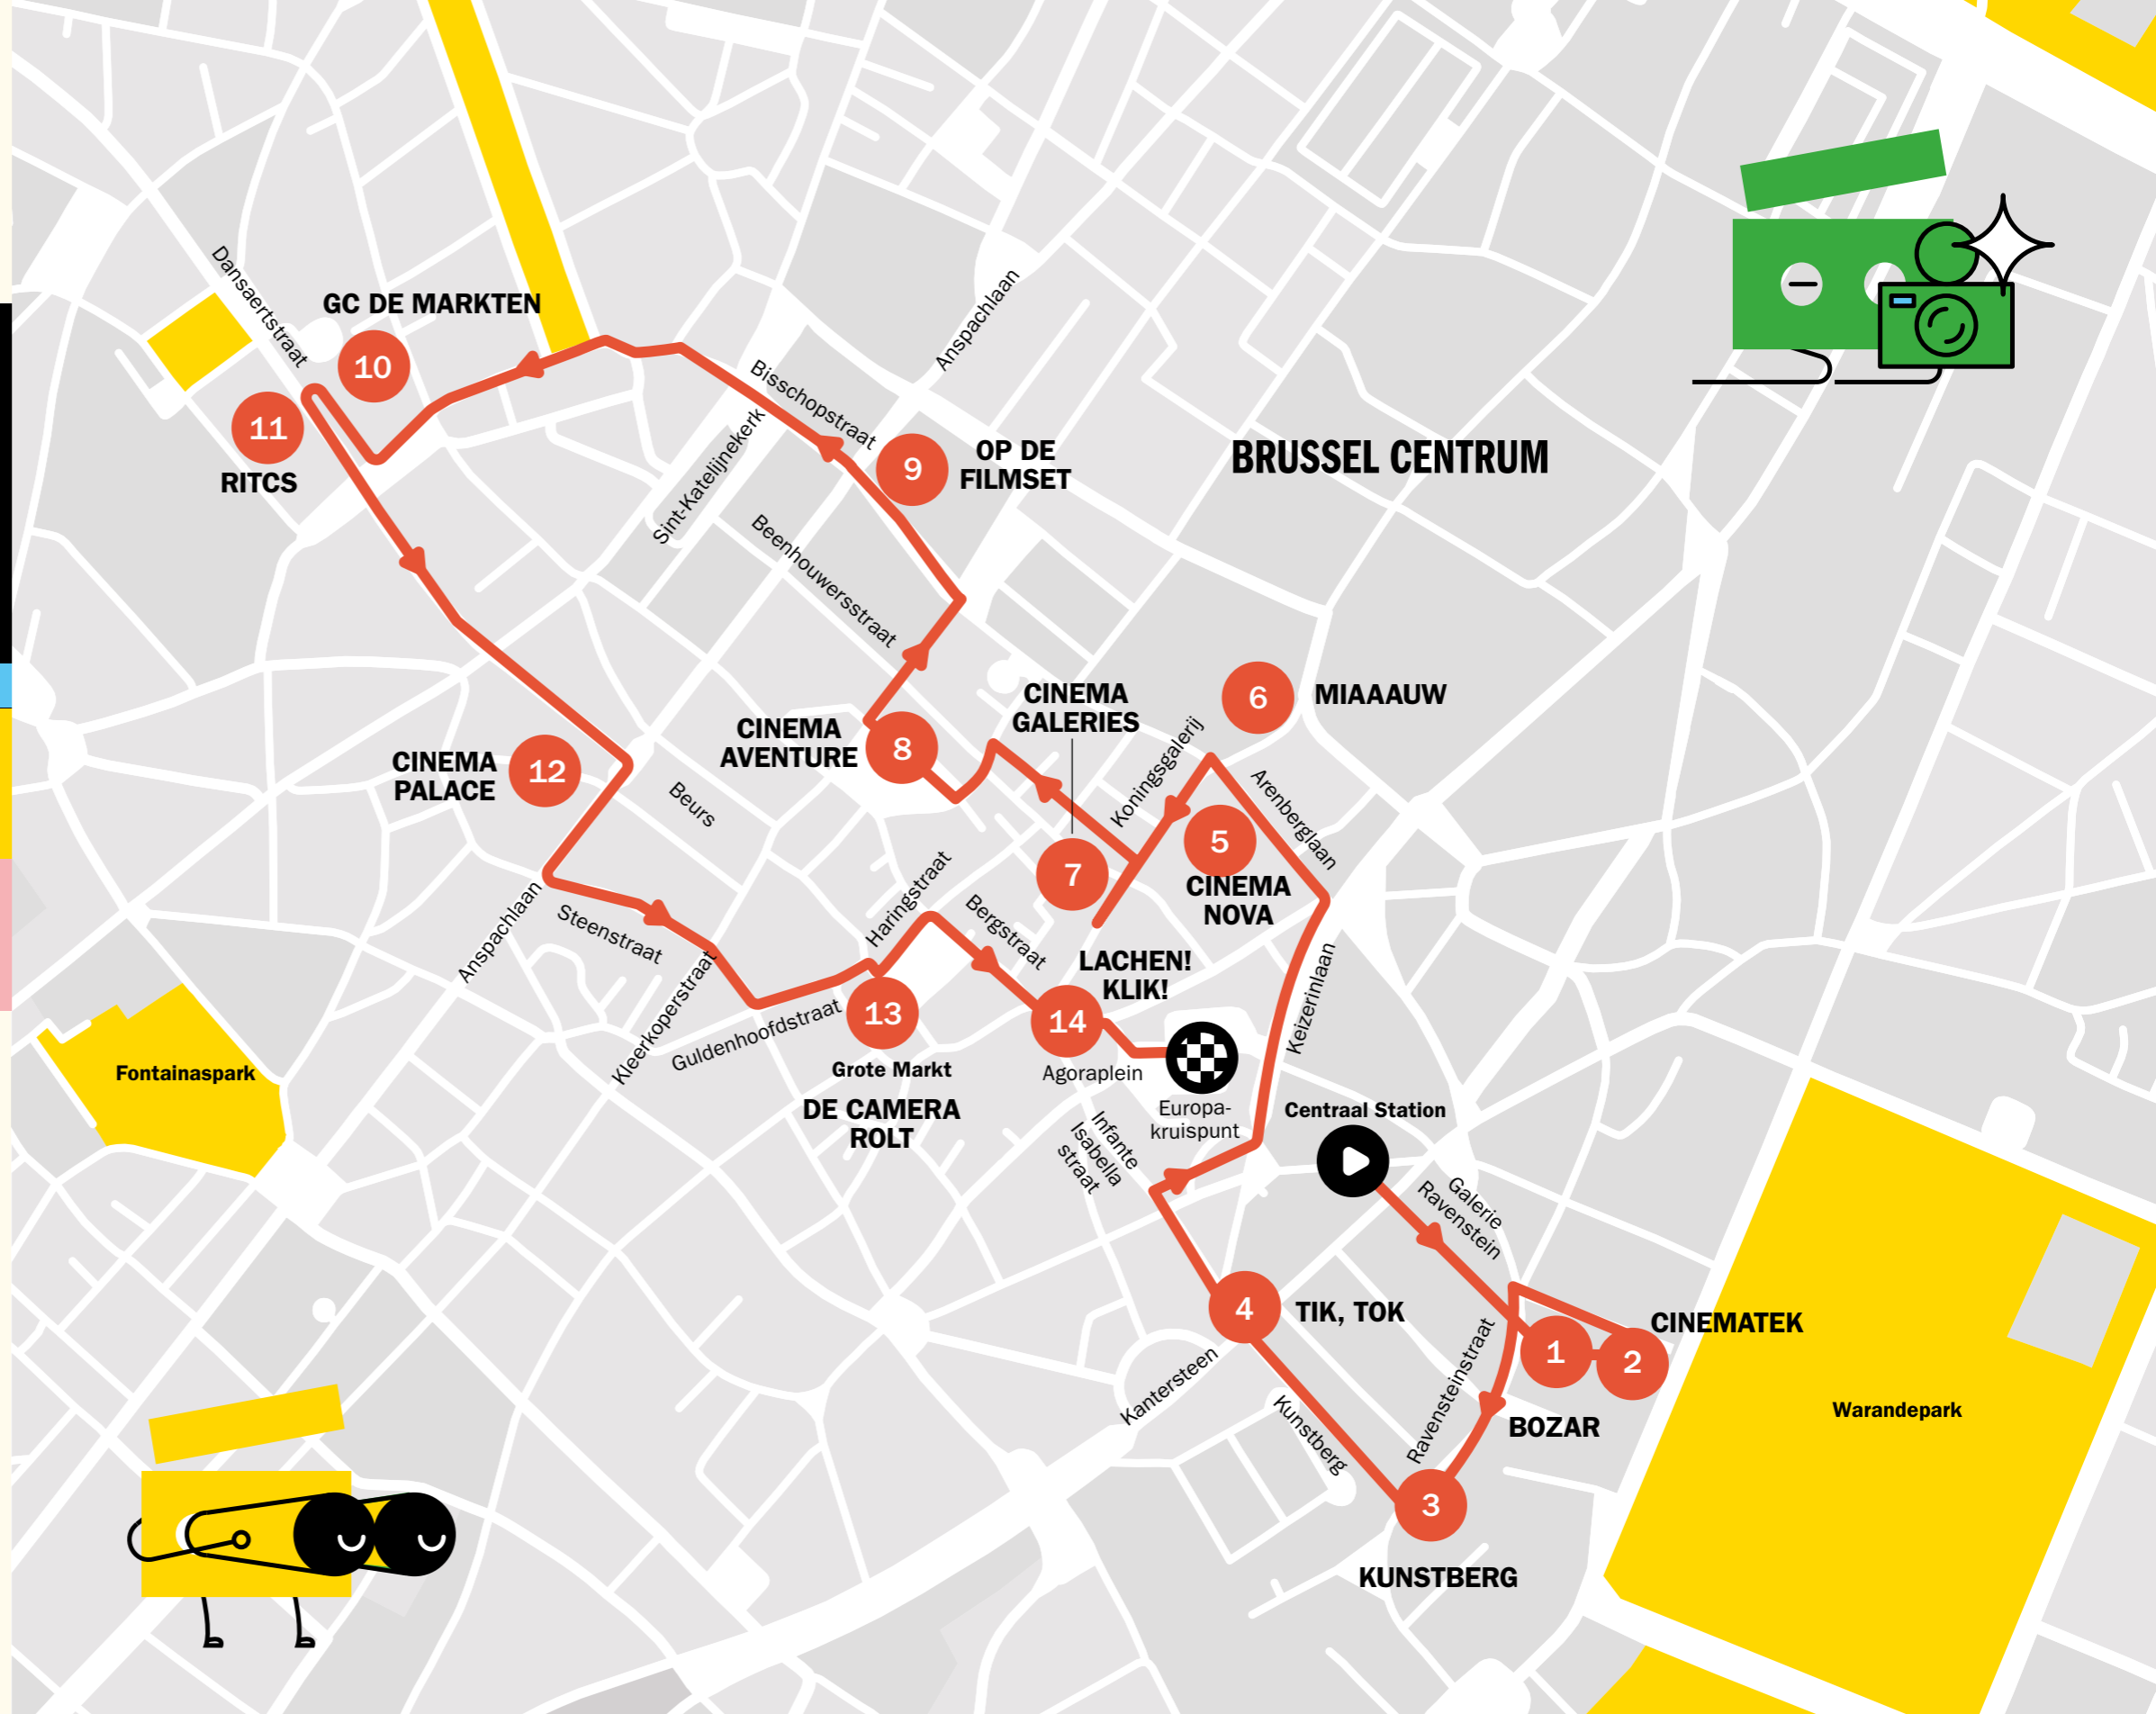 Dansaertstraat
GC DE MARKTEN
10
11
RITCS
Bisschopstraat
Anspachlaan
Sint-Katelijnekerk
9
OP DE
FILMSET
BRUSSEL CENTRUM
Beenhouwersstraat
CINEMA
GALERIES
6
MIAAAUW
CINEMA
AVENTURE
8
CINEMA
PALACE
12
Beurs
Koningsgalerij
Arenberglaan
5
CINEMA
NOVA
7
Haringstraat
Bergstraat
Anspachlaan
Steenstraat
Kleerkoperstraat
Guldenhoofdstraat
LACHEN!
KLIK!
Keizerinlaan
13
14
Grote Markt
DE CAMERA
ROLT
Agoraplein
Europa-
kruispunt
Infante
Isabella
straat
Fontainaspark
Centraal Station
Galerie
Ravenstein
4
TIK, TOK
CINEMATEK
1
2
BOZAR
Ravensteinstraat
Kantersteen
Kunstberg
3
KUNSTBERG
Warandepark